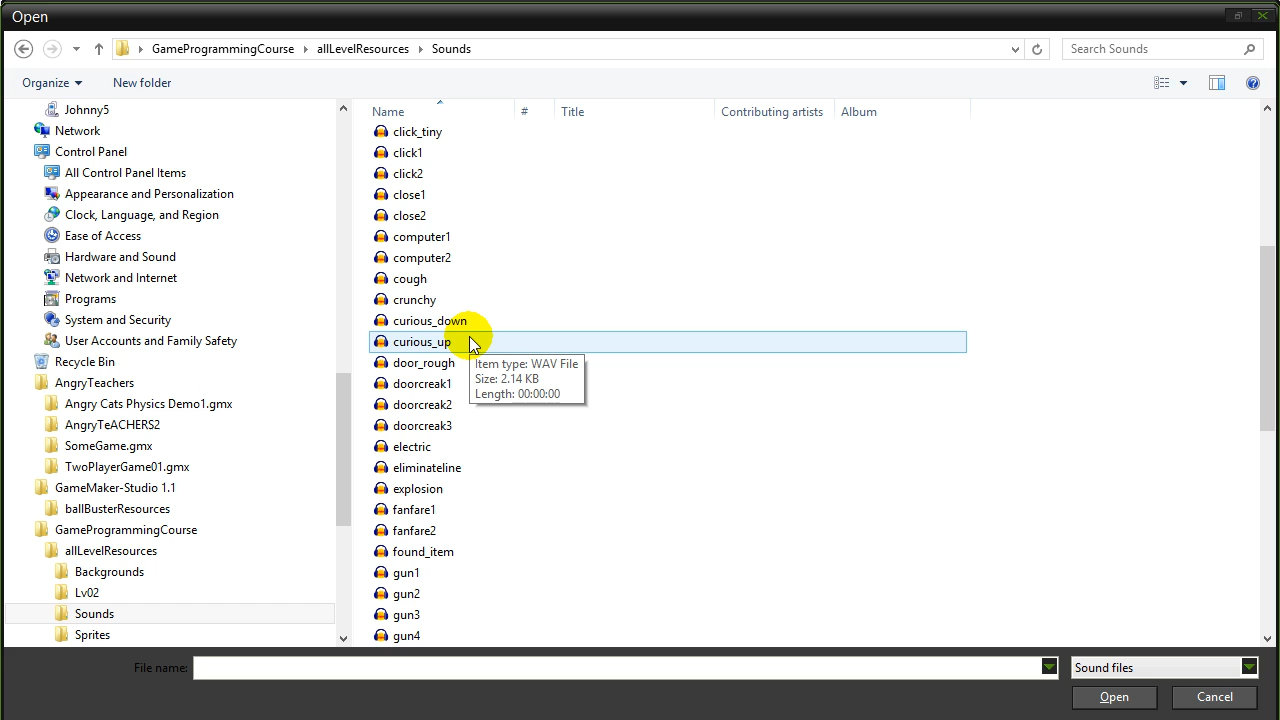 Open
GameProgrammingCourse allLevelResources Sounds
Search Sounds
Organize New folder
Johnny5
Network
Control Panel
All Control Panel Items
Appearance and Personalization
Clock, Language, and Region
Ease of Access
Hardware and Sound
Network and Internet
Programs
System and Security
User Accounts and Family Safety
Recycle Bin
AngryTeachers
Angry Cats Physics Demo1.gmx
AngryTeACHERS2
SomeGame.gmx
TwoPlayerGame01.gmx
GameMaker-Studio 1.1
ballBusterResources
GameProgrammingCourse
allLevelResources
Backgrounds
Lv02
Sounds
Sprites
Name # Title Contributing artists Album
click_tiny
click1
click2
close1
close2
computer1
computer2
cough
crunchy
curious_down
curious_up
door_rough
doorcreak1
doorcreak2
doorcreak3
electric
eliminateline
explosion
fanfare1
fanfare2
found_item
gun1
gun2
gun3
gun4
Item type: WAV File
Size: 2.14 KB
Length: 00:00:00
File name:
Sound files
Open Cancel